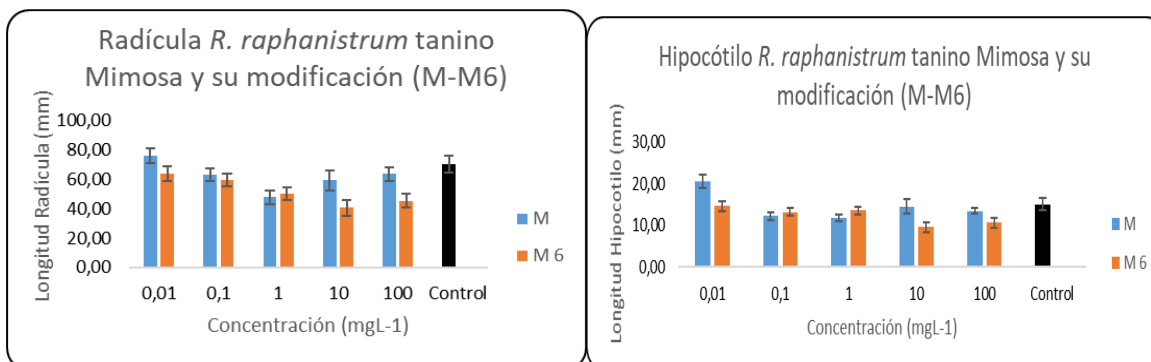 Radícula R. raphanistrum tanino
Mimosa y su modificación (M-M6)
Longitud Radícula (mm)
100,00
80,00
60,00
40,00
20,00
0,00
0,01 0,1 1 10 100 Control
Concentración (mgL-1)
M
M 6
Hipocótilo R. raphanistrum tanino Mimosa y su
modificación (M-M6)
Longitud Hipocotilo (mm)
30,00
20,00
10,00
0,00
0,01 0,1 1 10 100 Control
Concentración (mgL-1)
M
M 6